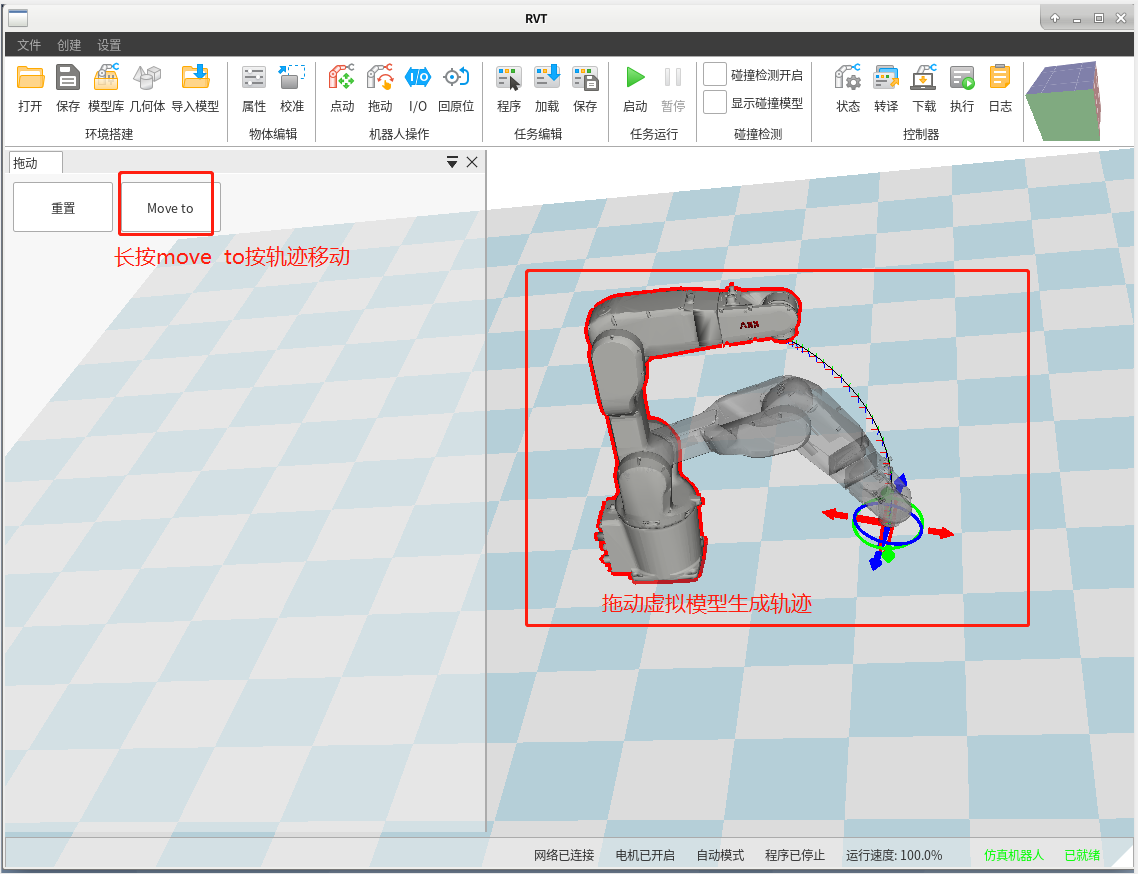 RVT
文件 创建 设置
打开 保存 模型库 几何体 导入模型 属性 校准 点动 拖动 I/O 回原位 程序 加载 保存 启动 暂停 碰撞检测开启 显示碰撞模型 状态 转译 下载 执行 日志
环境搭建 物体编辑 机器人操作 任务编辑 任务运行 碰撞检测 控制器
拖动
重置 Move to
长按move to按轨迹移动
ABB
拖动虚拟模型生成轨迹
网络已连接 电机已开启 自动模式 程序已停止 运行速度: 100.0% 仿真机器人 已就绪